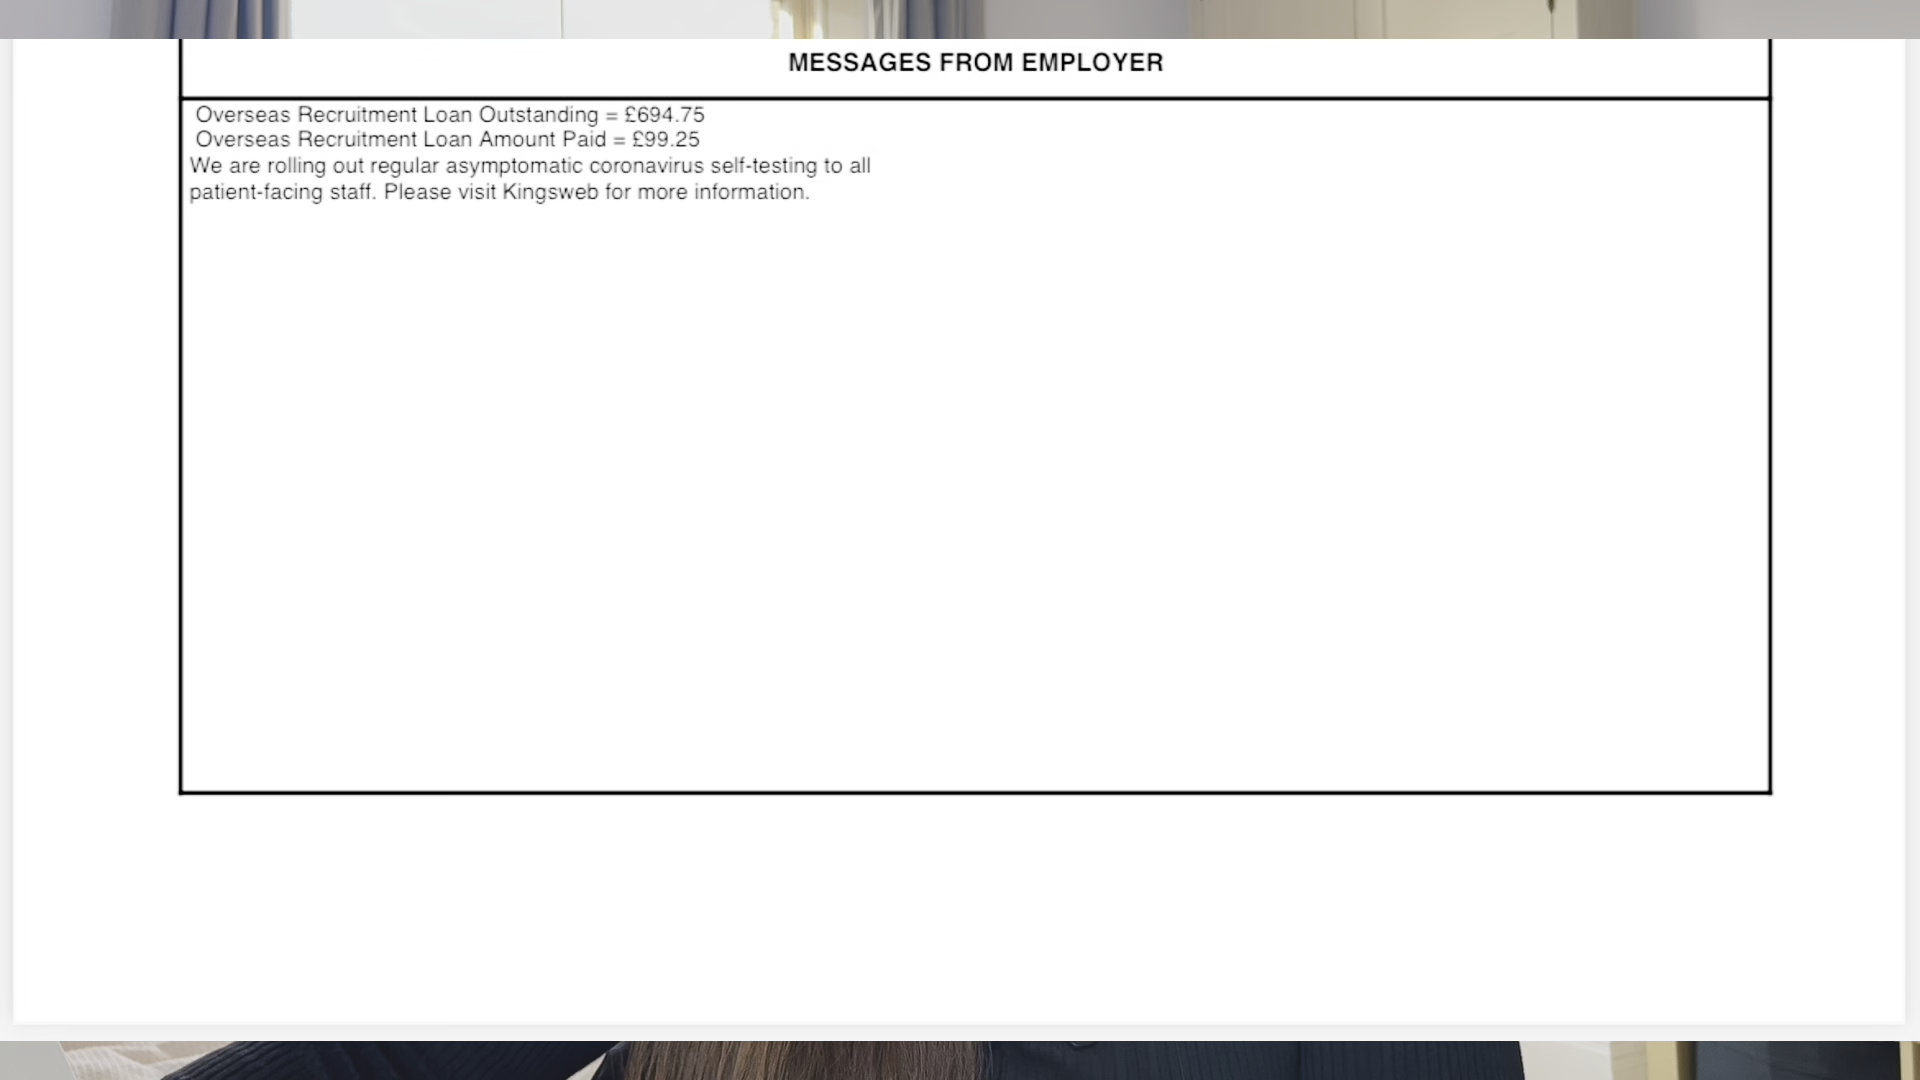 MESSAGES FROM EMPLOYER
Overseas Recruitment Loan Outstanding = £694.75
Overseas Recruitment Loan Amount Paid = £99.25
We are rolling out regular asymptomatic coronavirus self-testing to all
patient-facing staff. Please visit Kingsweb for more information.